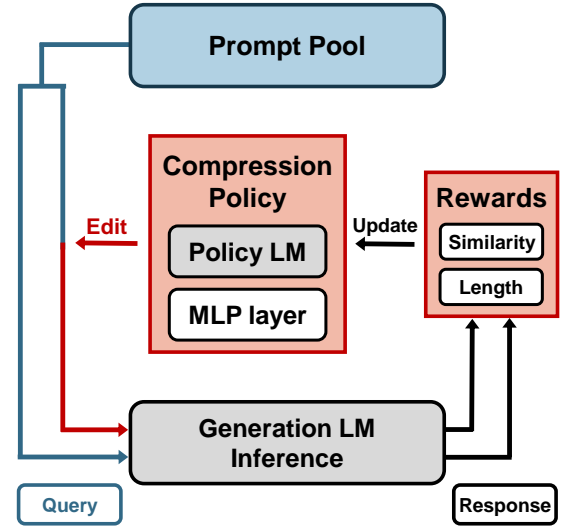 Prompt Pool
Compression
Policy
Policy LM
MLP layer
Edit
Update
Rewards
Similarity
Length
Generation LM
Inference
Query
Response